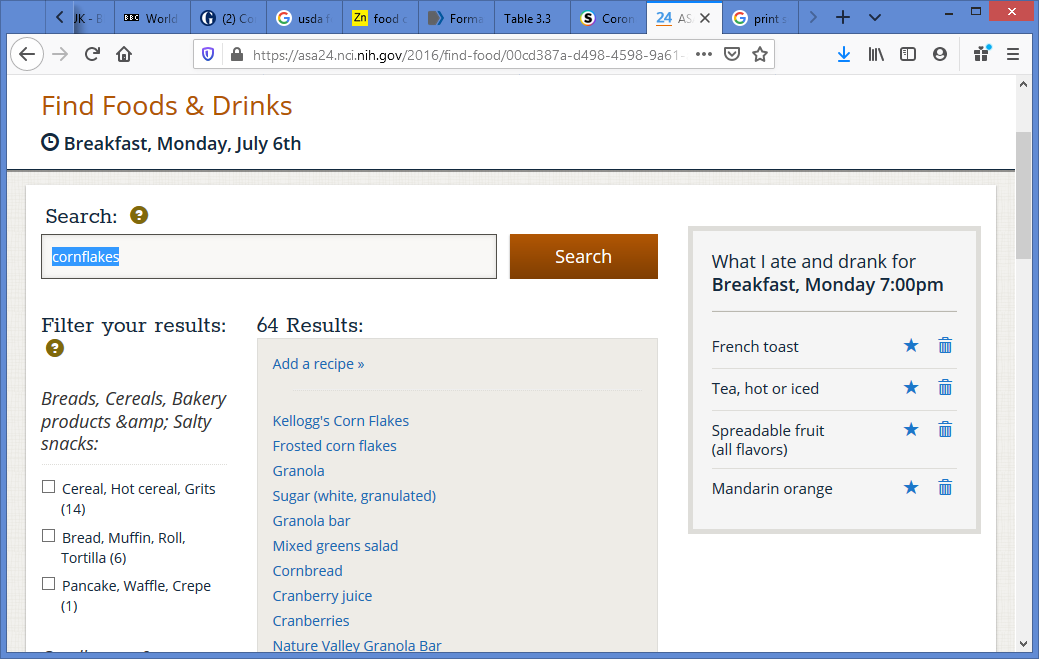 JK - B
BBC World
(2) Co
usda f
Zn food c
Forma
Table 3.3
S Coron
24 AS
print s
https://asa24.nci.nih.gov/2016/find-food/00cd387a-d498-4598-9a61-
Find Foods & Drinks
Breakfast, Monday, July 6th
Search: ?
cornflakes
Search
Filter your results:
?
Breads, Cereals, Bakery
products &amp; Salty
snacks:
Cereal, Hot cereal, Grits
(14)
Bread, Muffin, Roll,
Tortilla (6)
Pancake, Waffle, Crepe
(1)
64 Results:
Add a recipe »
Kellogg's Corn Flakes
Frosted corn flakes
Granola
Sugar (white, granulated)
Granola bar
Mixed greens salad
Cornbread
Cranberry juice
Cranberries
Nature Valley Granola Bar
What I ate and drank for
Breakfast, Monday 7:00pm
French toast
Tea, hot or iced
Spreadable fruit
(all flavors)
Mandarin orange